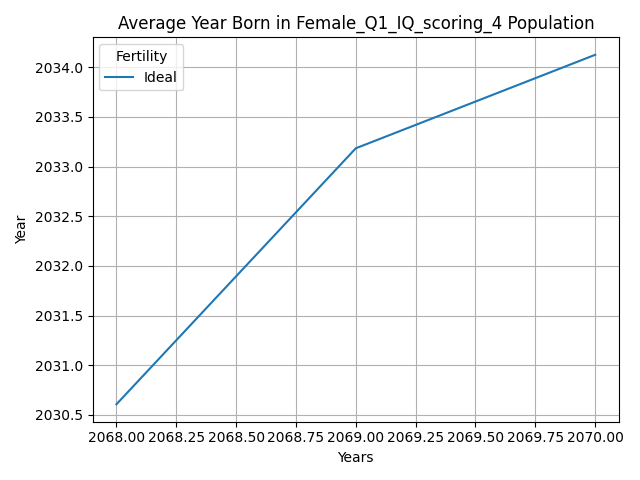 Average Year Born in Female_Q1_IQ_scoring_4 Population
Fertility
Ideal
2034.0
2033.5
2033.0
2032.5
2032.0
2031.5
2031.0
2030.5
Year
2068.00 2068.25 2068.50 2068.75 2069.00 2069.25 2069.50 2069.75 2070.00
Years